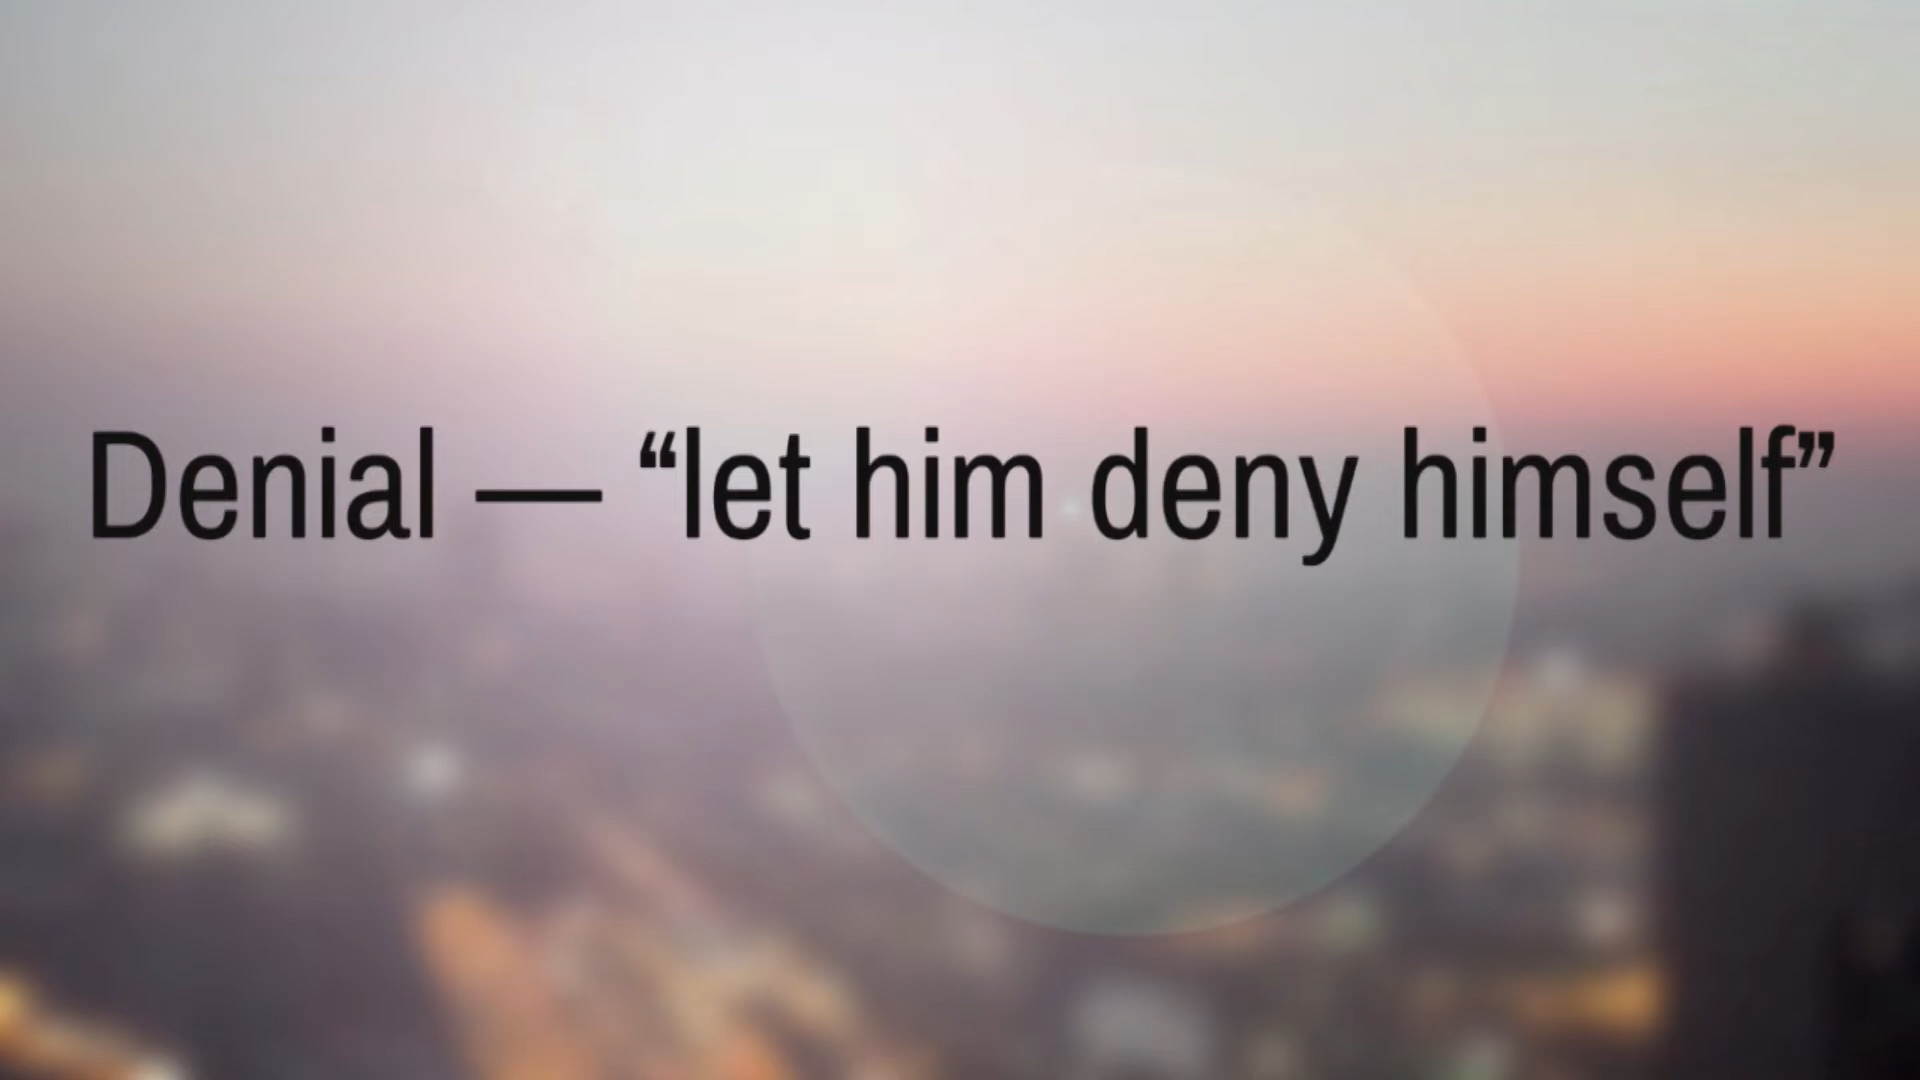 Denial — “let him deny himself”